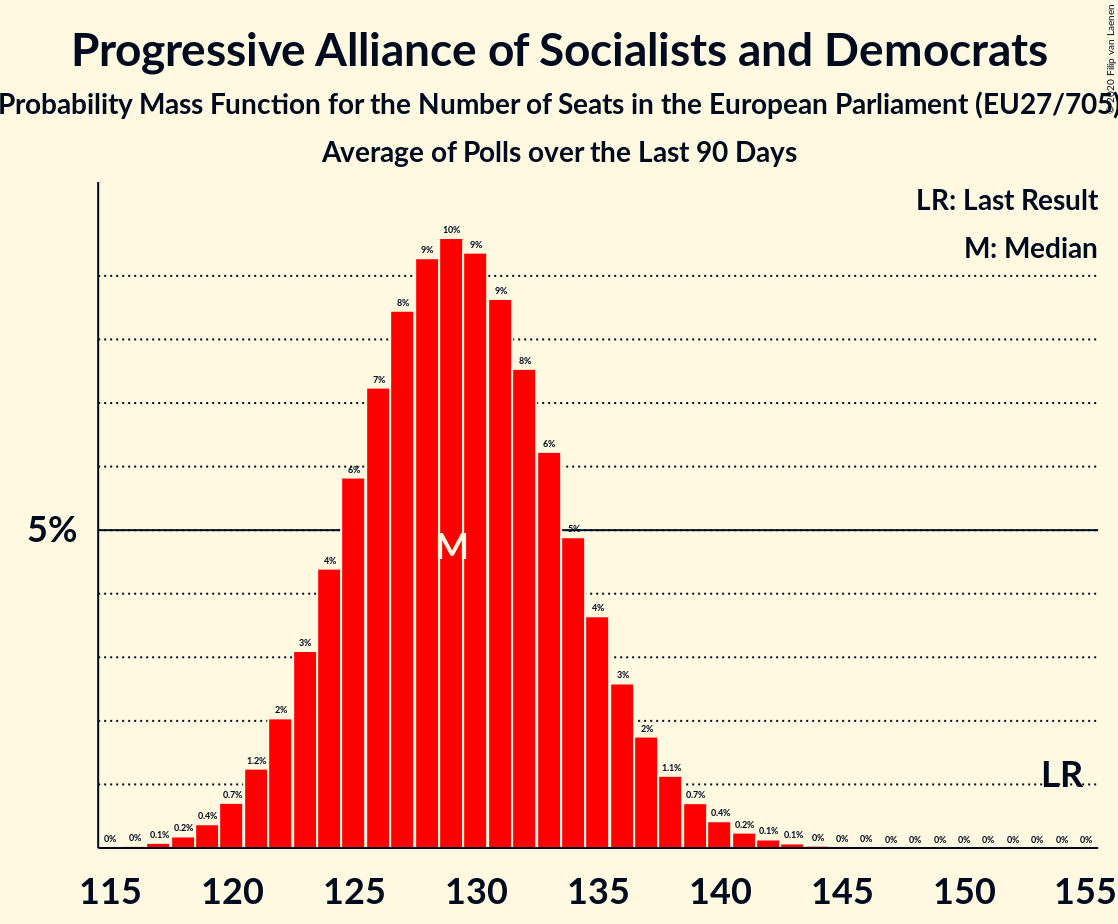 Progressive Alliance of Socialists and Democrats
Probability Mass Function for the Number of Seats in the European Parliament (EU27/705)
Average of Polls over the Last 90 Days
© 2020 Filip van Laenen
LR: Last Result
M: Median
5%
0% 0% 0.1% 0.2% 0.4% 0.7% 1.2% 2% 3% 4% 6% 7% 8% 9% 10% 9% 9% 8% 6% 5% 4% 3% 2% 1.1% 0.7% 0.4% 0.2% 0.1% 0.1% 0% 0% 0% 0% 0% 0% 0% 0% 0% 0% 0% 0%
M
LR
115 120 125 130 135 140 145 150 155